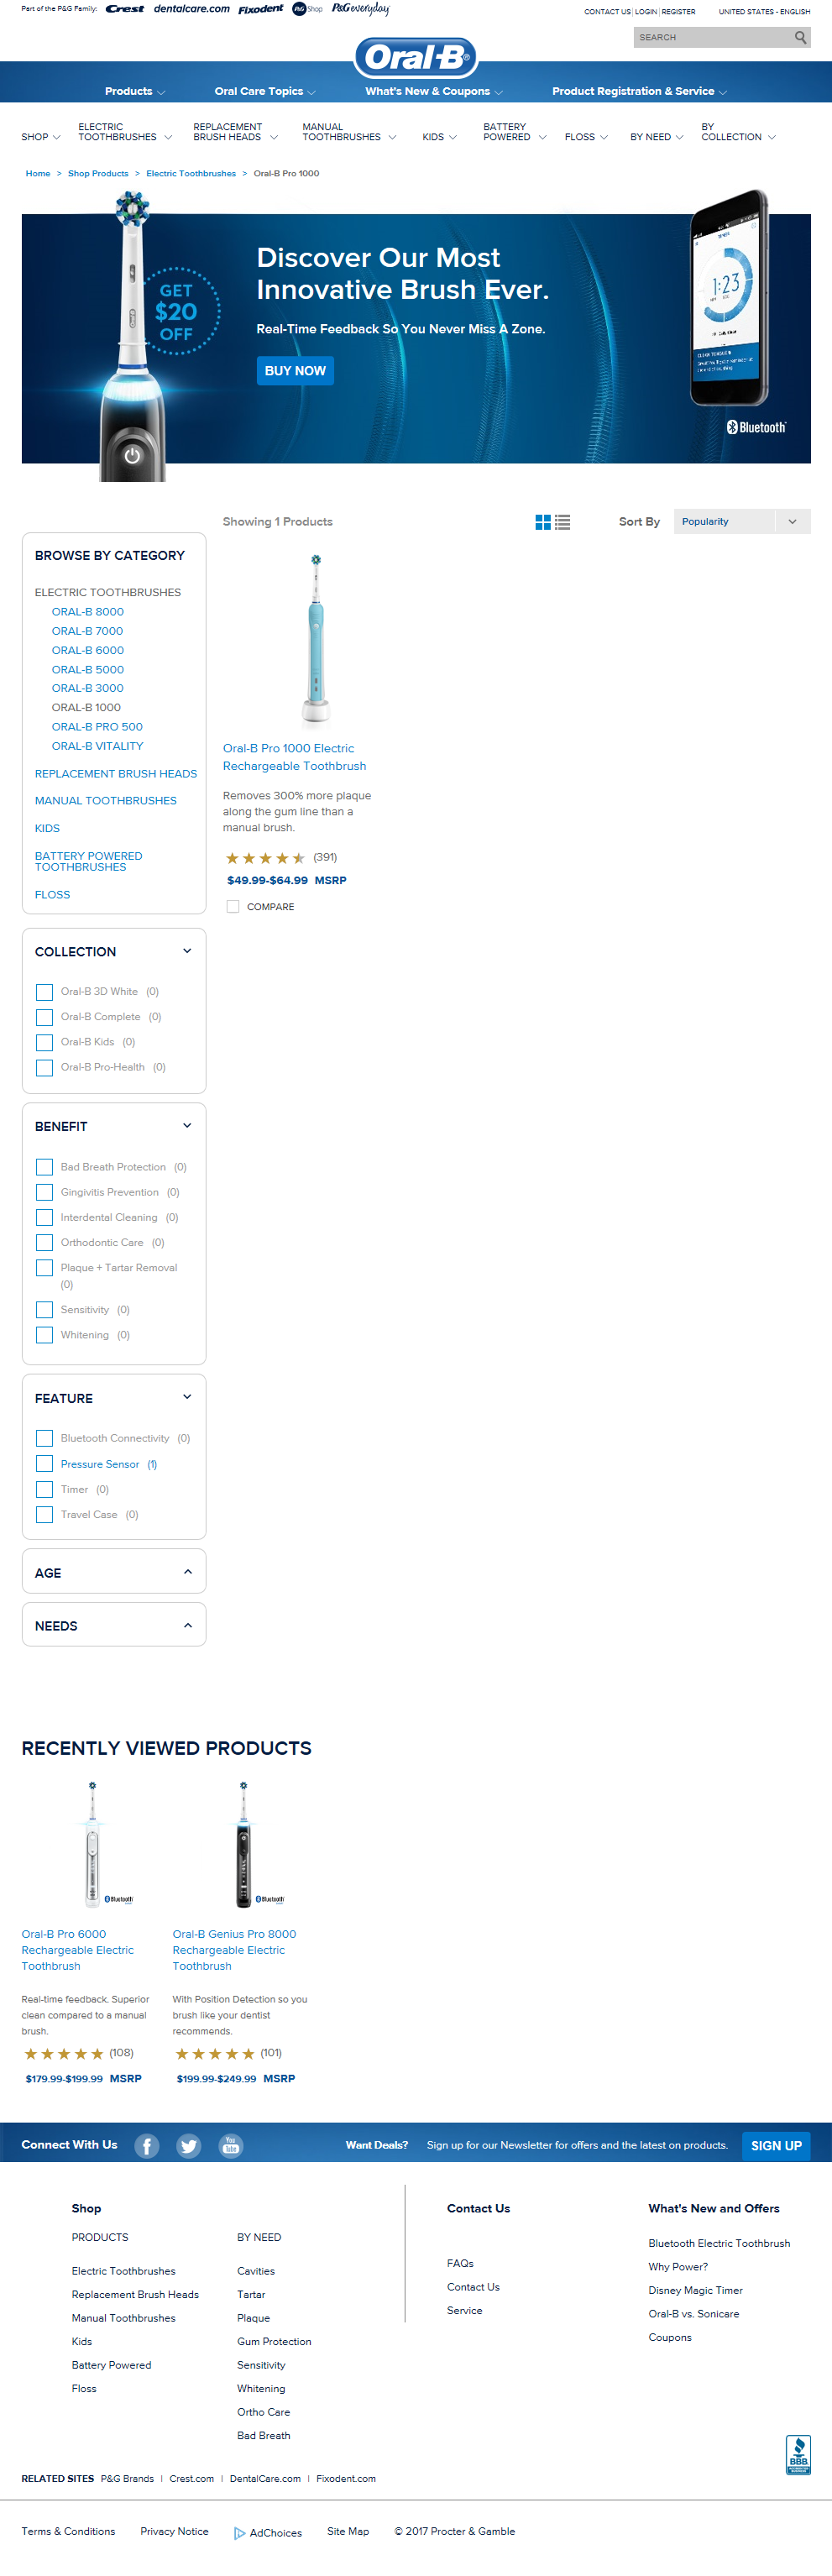 Part of the P&G Family: Crest dentalcare.com Fixodent P&G Shop P&G everyday
CONTACT US | LOGIN | REGISTER UNITED STATES - ENGLISH
SEARCH
Oral-B®
Products Oral Care Topics What's New & Coupons Product Registration & Service
SHOP ELECTRIC TOOTHBRUSHES REPLACEMENT BRUSH HEADS MANUAL TOOTHBRUSHES KIDS BATTERY POWERED FLOSS BY NEED BY COLLECTION
Home > Shop Products > Electric Toothbrushes > Oral-B Pro 1000
GET
$20
OFF
Discover Our Most
Innovative Brush Ever.
Real-Time Feedback So You Never Miss A Zone.
BUY NOW
1:23
Bluetooth
Showing 1 Products
Sort By Popularity
BROWSE BY CATEGORY
ELECTRIC TOOTHBRUSHES
ORAL-B 8000
ORAL-B 7000
ORAL-B 6000
ORAL-B 5000
ORAL-B 3000
ORAL-B 1000
ORAL-B PRO 500
ORAL-B VITALITY
REPLACEMENT BRUSH HEADS
MANUAL TOOTHBRUSHES
KIDS
BATTERY POWERED
TOOTHBRUSHES
FLOSS
Oral-B Pro 1000 Electric
Rechargeable Toothbrush
Removes 300% more plaque
along the gum line than a
manual brush.
(391)
$49.99-$64.99 MSRP
COMPARE
COLLECTION
Oral-B 3D White (0)
Oral-B Complete (0)
Oral-B Kids (0)
Oral-B Pro-Health (0)
BENEFIT
Bad Breath Protection (0)
Gingivitis Prevention (0)
Interdental Cleaning (0)
Orthodontic Care (0)
Plaque + Tartar Removal
(0)
Sensitivity (0)
Whitening (0)
FEATURE
Bluetooth Connectivity (0)
Pressure Sensor (1)
Timer (0)
Travel Case (0)
AGE
NEEDS
RECENTLY VIEWED PRODUCTS
Bluetooth
Oral-B Pro 6000
Rechargeable Electric
Toothbrush
Real-time feedback. Superior
clean compared to a manual
brush.
(108)
$179.99-$199.99 MSRP
Bluetooth
Oral-B Genius Pro 8000
Rechargeable Electric
Toothbrush
With Position Detection so you
brush like your dentist
recommends.
(101)
$199.99-$249.99 MSRP
Connect With Us f You Tube Want Deals? Sign up for our Newsletter for offers and the latest on products. SIGN UP
Shop
PRODUCTS
Electric Toothbrushes
Replacement Brush Heads
Manual Toothbrushes
Kids
Battery Powered
Floss
BY NEED
Cavities
Tartar
Plaque
Gum Protection
Sensitivity
Whitening
Ortho Care
Bad Breath
Contact Us
FAQs
Contact Us
Service
What's New and Offers
Bluetooth Electric Toothbrush
Why Power?
Disney Magic Timer
Oral-B vs. Sonicare
Coupons
BBB
RELATED SITES P&G Brands | Crest.com | DentalCare.com | Fixodent.com
Terms & Conditions Privacy Notice AdChoices Site Map © 2017 Procter & Gamble